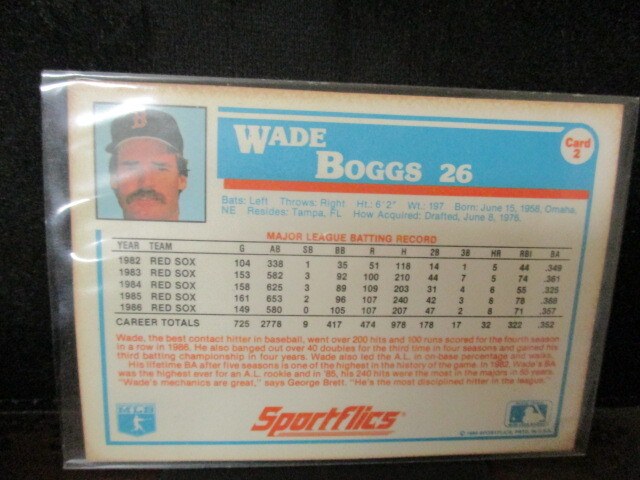 B
WADE
BOGGS 26
Card
2
Bats: Left Throws: Right Ht.: 6'2" Wt.: 197 Born: June 15, 1958, Omaha,
NE Resides: Tampa, FL How Acquired: Drafted, June 8, 1976.
MAJOR LEAGUE BATTING RECORD
YEAR TEAM G AB SB BB R H 2B 3B HR RBI BA
1982 RED SOX 104 338 1 35 51 118 14 1 5 44 .349
1983 RED SOX 153 582 3 92 100 210 44 7 5 74 .361
1984 RED SOX 158 625 3 89 109 203 31 4 6 55 .325
1985 RED SOX 161 653 2 96 107 240 42 3 8 78 .368
1986 RED SOX 149 580 0 105 107 207 47 2 8 71 .357
CAREER TOTALS 725 2778 9 417 474 978 178 17 32 322 .352
Wade, the best contact hitter in baseball, went over 200 hits and 100 runs scored for the fourth season
in a row in 1986. He also banged out over 40 doubles for the third time in four seasons and gained his
third batting championship in four years. Wade also led the A.L. in on-base percentage and walks.
His lifetime BA after five seasons is one of the highest in the history of the game. In 1982, Wade's BA
was the highest ever for an A.L. rookie and in '85, his 240 hits were the most in the majors in 50 years.
"Wade's mechanics are great," says George Brett. "He's the most disciplined hitter in the league."
MLB
Sportflics